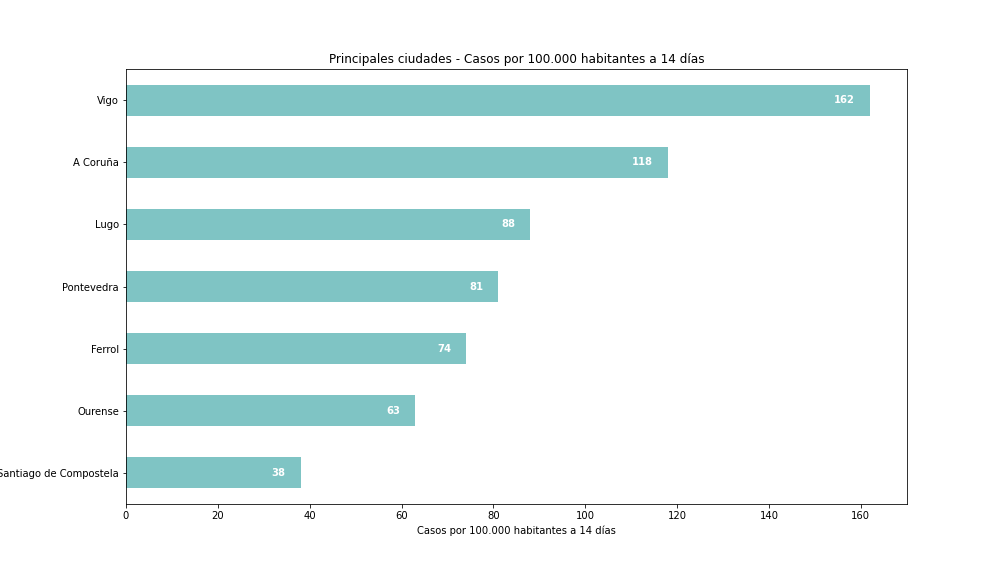 Principales ciudades - Casos por 100.000 habitantes a 14 días
Vigo
162
A Coruña
118
Lugo
88
Pontevedra
81
Ferrol
74
Ourense
63
Santiago de Compostela
38
0 20 40 60 80 100 120 140 160
Casos por 100.000 habitantes a 14 días